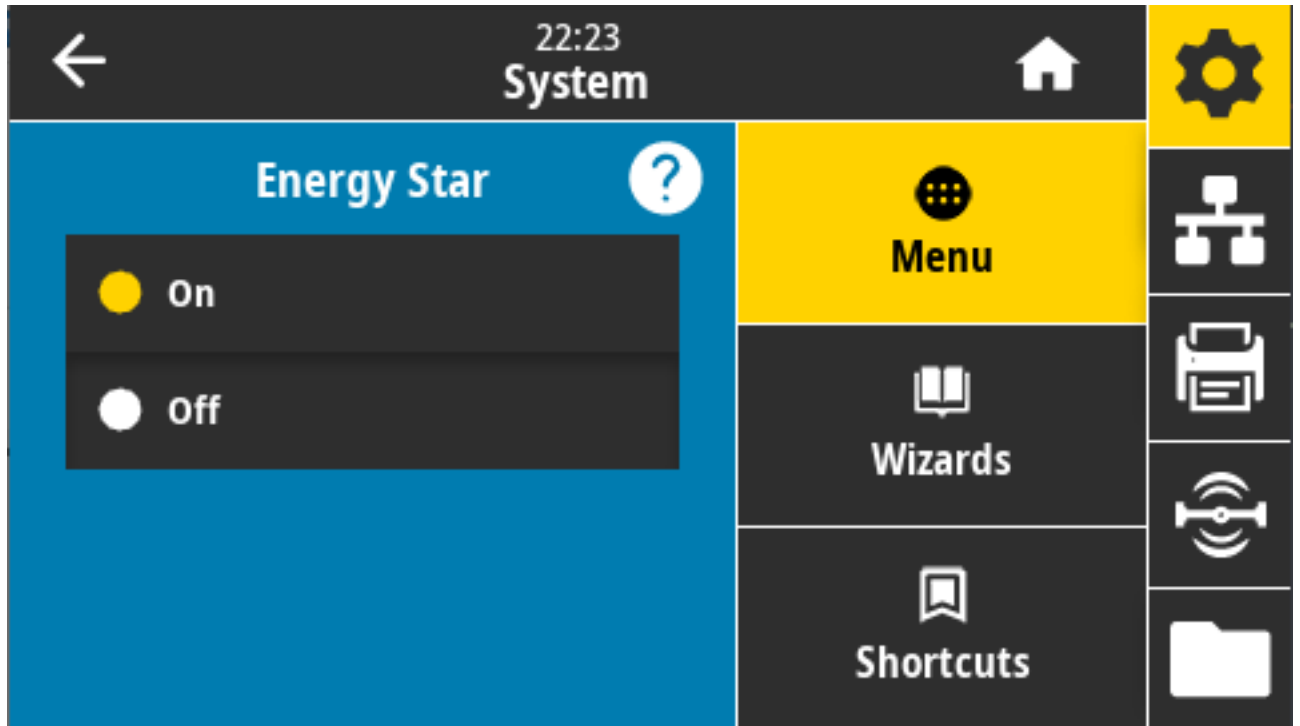 22:23
System
Energy Star
?
On
Off
Menu
Wizards
Shortcuts